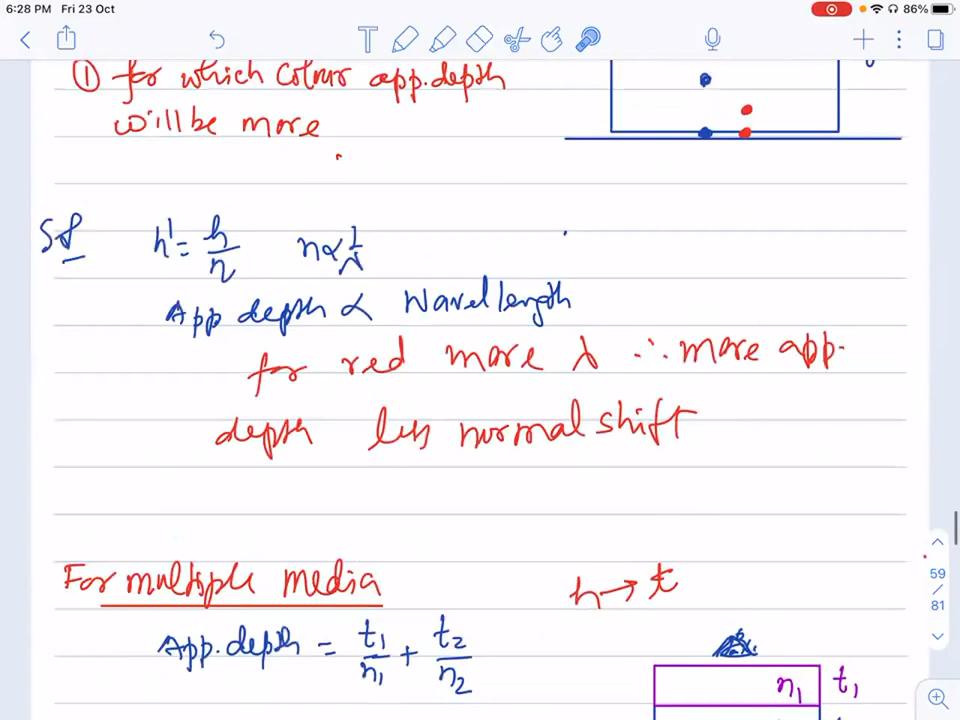 6:28 PM Fri 23 Oct
86%
① for which Colour app.depth
will be more
Sol
h' = h/n n ∝ 1/λ
App depth ∝ Wavelength
for red more λ ∴ more app.
depth less normal shift
For multiple media
h → t
App.depth = t₁/n₁ + t₂/n₂
n₁ t₁
59
/
81